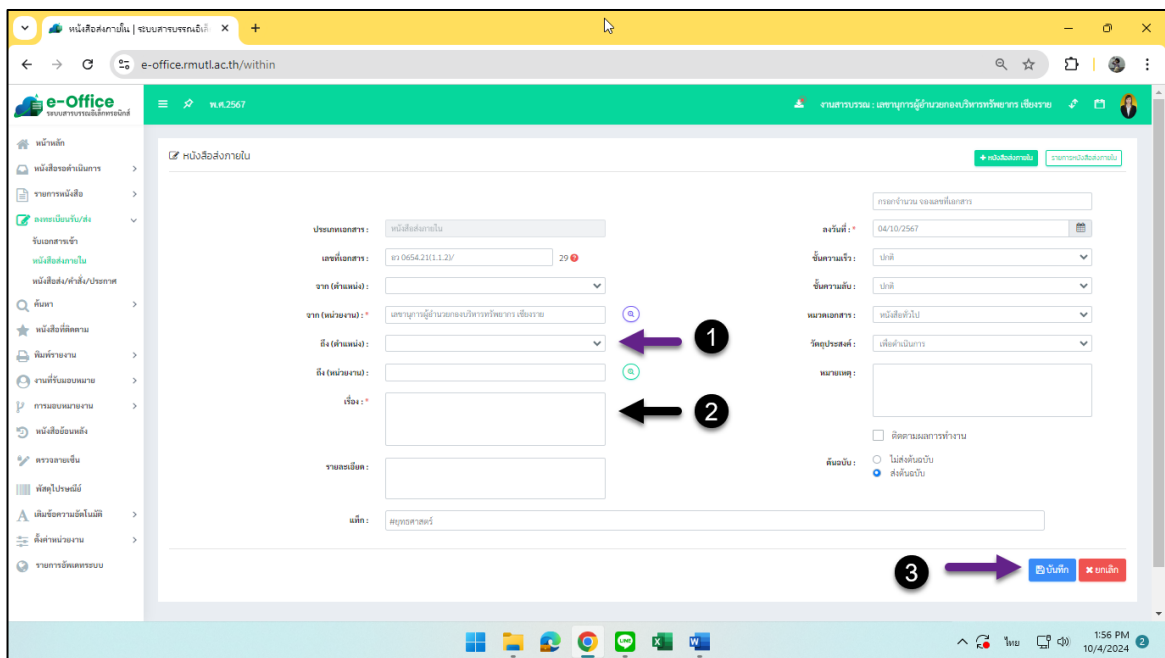 หนังสือส่งภายใน | ระบบสารบรรณอิเล็
e-office.rmutl.ac.th/within
e-Office
ระบบสารบรรณอิเล็กทรอนิกส์
พ.ศ.2567
งานสารบรรณ : เลขานุการผู้อำนวยกองบริหารทรัพยากร เชียงราย
หน้าหลัก
หนังสือรอดำเนินการ
รายการหนังสือ
ลงทะเบียนรับ/ส่ง
รับเอกสารเข้า
หนังสือส่งภายใน
หนังสือส่ง/คำสั่ง/ประกาศ
ค้นหา
หนังสือที่ติดตาม
พิมพ์รายงาน
งานที่รับมอบหมาย
การมอบหมายงาน
หนังสือย้อนหลัง
ตรวจลายเซ็น
พัสดุไปรษณีย์
เติมข้อความอัตโนมัติ
ตั้งค่าหน่วยงาน
รายการอัพเดทระบบ
หนังสือส่งภายใน
+ หนังสือส่งภายใน
รายการหนังสือส่งภายใน
กรอกจำนวน จองเลขที่เอกสาร
ประเภทเอกสาร : หนังสือส่งภายใน
ลงวันที่ : * 04/10/2567
เลขที่เอกสาร : อว 0654.21(1.1.2)/ 29
ชั้นความเร็ว : ปกติ
จาก (ตำแหน่ง) :
ชั้นความลับ : ปกติ
จาก (หน่วยงาน) : * เลขานุการผู้อำนวยกองบริหารทรัพยากร เชียงราย
หมวดเอกสาร : หนังสือทั่วไป
ถึง (ตำแหน่ง) :
1
วัตถุประสงค์ : เพื่อดำเนินการ
ถึง (หน่วยงาน) :
หมายเหตุ :
เรื่อง : *
2
ติดตามผลการทำงาน
รายละเอียด :
ต้นฉบับ : ไม่ส่งต้นฉบับ
ส่งต้นฉบับ
แท็ก : #ยุทธศาสตร์
3
บันทึก
ยกเลิก
ไทย
1:56 PM
10/4/2024
2